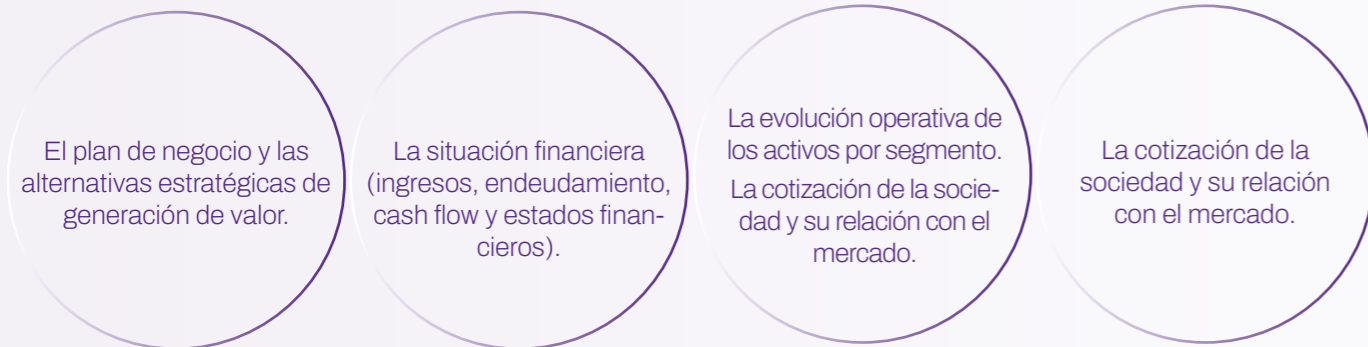 El plan de negocio y las
alternativas estratégicas de
generación de valor.
La situación financiera
(ingresos, endeudamiento,
cash flow y estados finan-
cieros).
La evolución operativa de
los activos por segmento.
La cotización de la socie-
dad y su relación con el
mercado.
La cotización de la
sociedad y su relación
con el mercado.